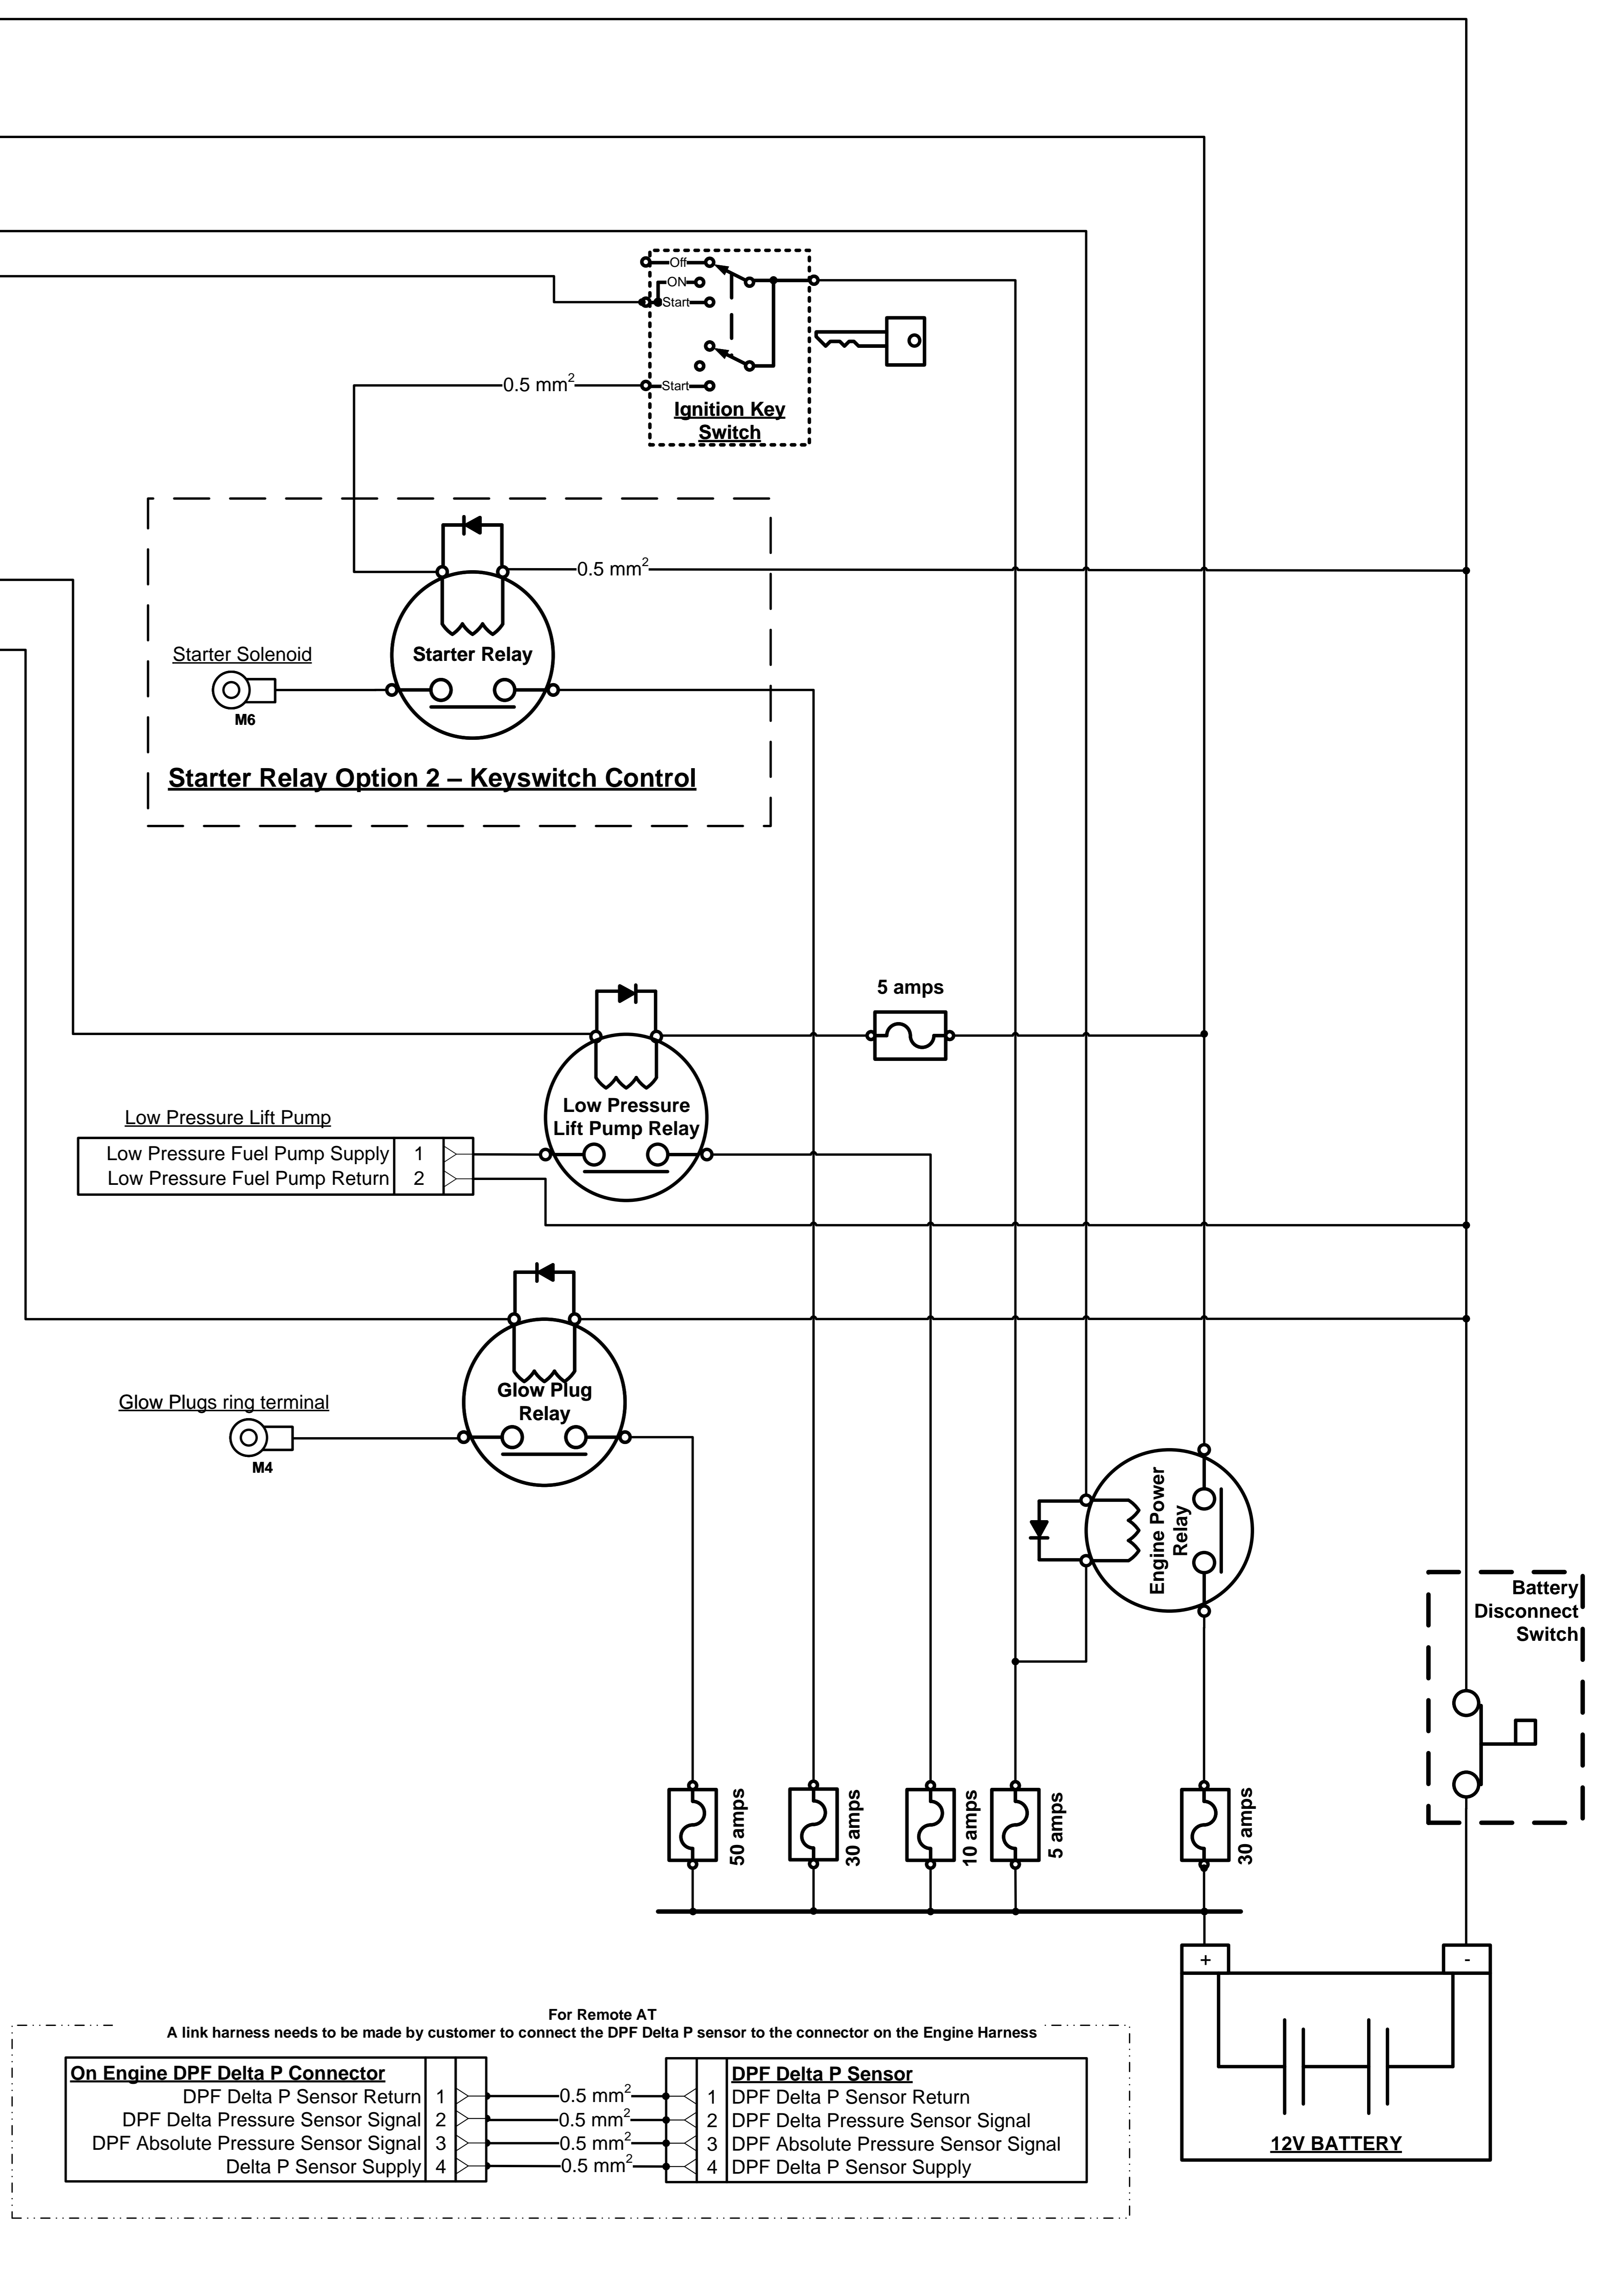 Off
ON
Start
Start
Ignition Key
Switch
0.5 mm²
0.5 mm²
Starter Relay
Starter Solenoid
M6
Starter Relay Option 2 – Keyswitch Control
5 amps
Low Pressure
Lift Pump Relay
Low Pressure Lift Pump
Low Pressure Fuel Pump Supply 1
Low Pressure Fuel Pump Return 2
Glow Plug
Relay
Glow Plugs ring terminal
M4
Engine Power
Relay
Battery
Disconnect
Switch
50 amps
30 amps
10 amps
5 amps
30 amps
+
-
12V BATTERY
For Remote AT
A link harness needs to be made by customer to connect the DPF Delta P sensor to the connector on the Engine Harness
On Engine DPF Delta P Connector
DPF Delta P Sensor Return 1
DPF Delta Pressure Sensor Signal 2
DPF Absolute Pressure Sensor Signal 3
Delta P Sensor Supply 4
0.5 mm²
0.5 mm²
0.5 mm²
0.5 mm²
DPF Delta P Sensor
1 DPF Delta P Sensor Return
2 DPF Delta Pressure Sensor Signal
3 DPF Absolute Pressure Sensor Signal
4 DPF Delta P Sensor Supply